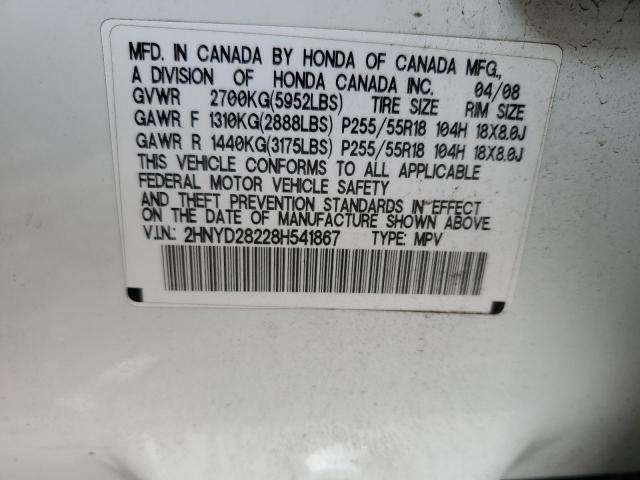 MFD. IN CANADA BY HONDA OF CANADA MFG.,
A DIVISION OF HONDA CANADA INC. 04/08
GVWR 2700KG(5952LBS) TIRE SIZE RIM SIZE
GAWR F 1310KG(2888LBS) P255/55R18 104H 18X8.0J
GAWR R 1440KG(3175LBS) P255/55R18 104H 18X8.0J
THIS VEHICLE CONFORMS TO ALL APPLICABLE
FEDERAL MOTOR VEHICLE SAFETY
AND THEFT PREVENTION STANDARDS IN EFFECT
ON THE DATE OF MANUFACTURE SHOWN ABOVE.
V.I.N.: 2HNYD28228H541867 TYPE: MPV